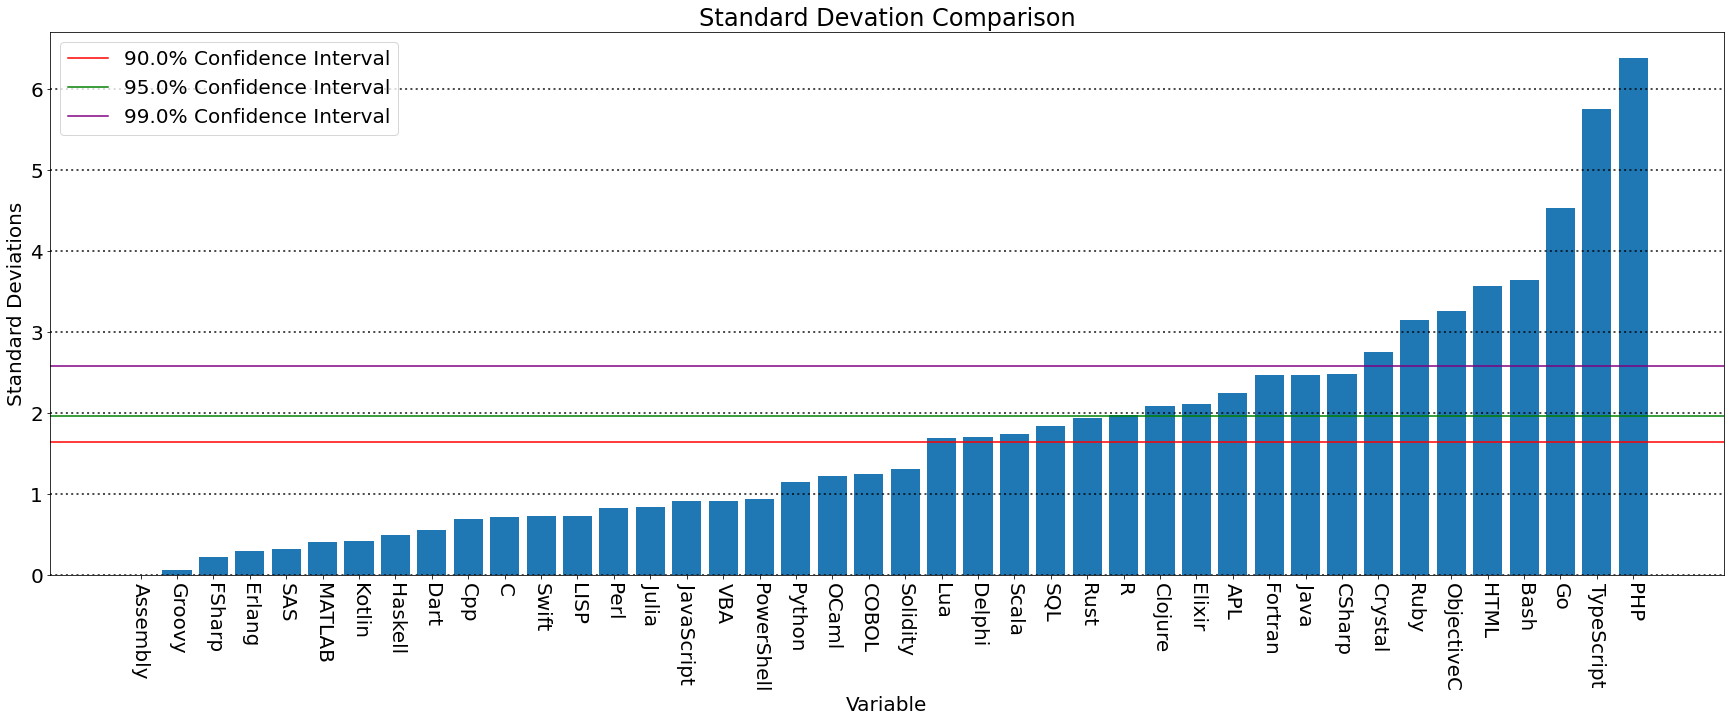 Standard Devation Comparison
90.0% Confidence Interval
95.0% Confidence Interval
99.0% Confidence Interval
Standard Deviations
6
5
4
3
2
1
0
Assembly
Groovy
FSharp
Erlang
SAS
MATLAB
Kotlin
Haskell
Dart
Cpp
C
Swift
LISP
Perl
Julia
JavaScript
VBA
PowerShell
Python
OCaml
COBOL
Solidity
Lua
Delphi
Scala
SQL
Rust
R
Clojure
Elixir
APL
Fortran
Java
CSharp
Crystal
Ruby
ObjectiveC
HTML
Bash
Go
TypeScript
PHP
Variable